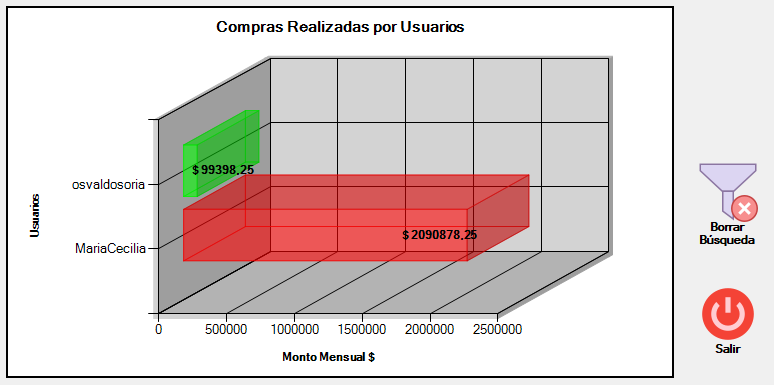 Compras Realizadas por Usuarios
Usuarios
osvaldosoria
MariaCecilia
$ 99398,25
$ 2090878,25
0 500000 1000000 1500000 2000000 2500000
Monto Mensual $
Borrar
Búsqueda
Salir